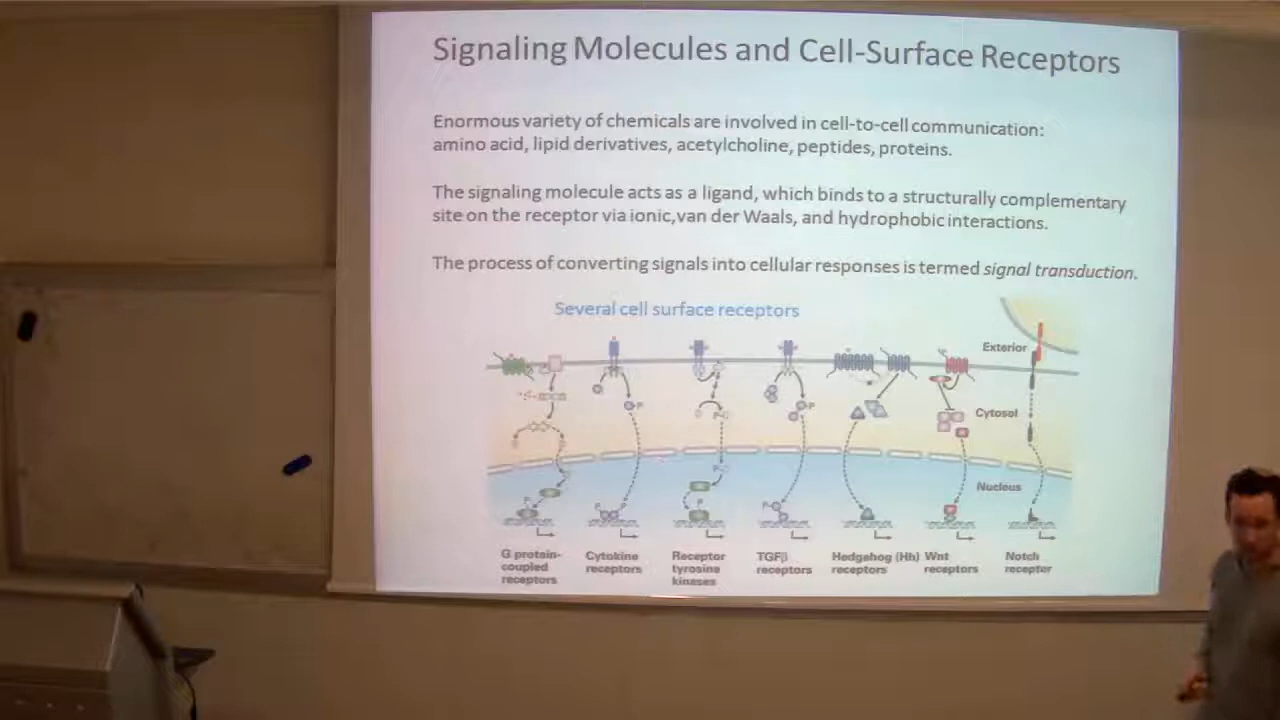 Signaling Molecules and Cell-Surface Receptors
Enormous variety of chemicals are involved in cell-to-cell communication:
amino acid, lipid derivatives, acetylcholine, peptides, proteins.
The signaling molecule acts as a ligand, which binds to a structurally complementary
site on the receptor via ionic, van der Waals, and hydrophobic interactions.
The process of converting signals into cellular responses is termed signal transduction.
Several cell surface receptors
Exterior
Cytosol
Nucleus
G protein-
coupled
receptors
Cytokine
receptors
Receptor
tyrosine
kinases
TGFβ
receptors
Hedgehog (Hh)
receptors
Wnt
receptors
Notch
receptor